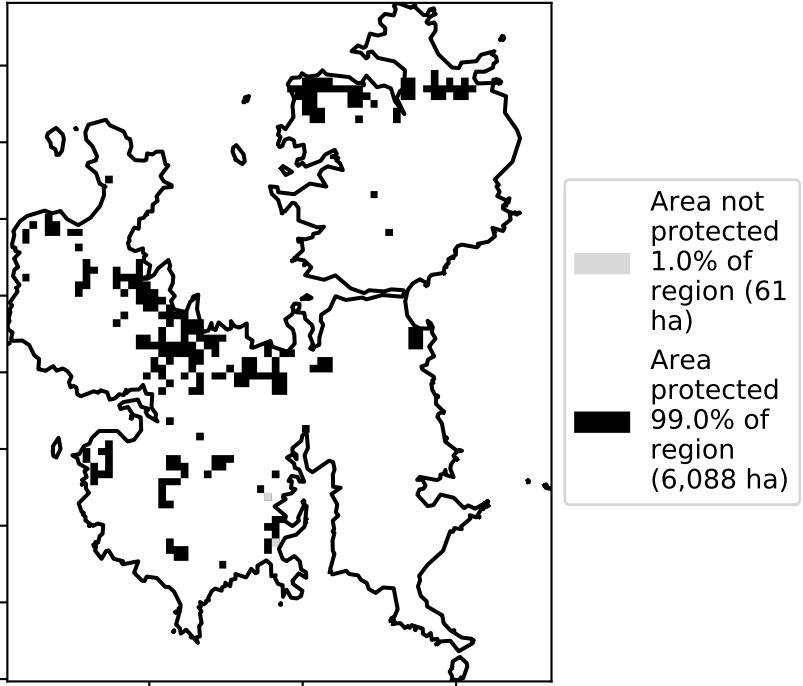 Area not
protected
1.0% of
region (61
ha)
Area
protected
99.0% of
region
(6,088 ha)